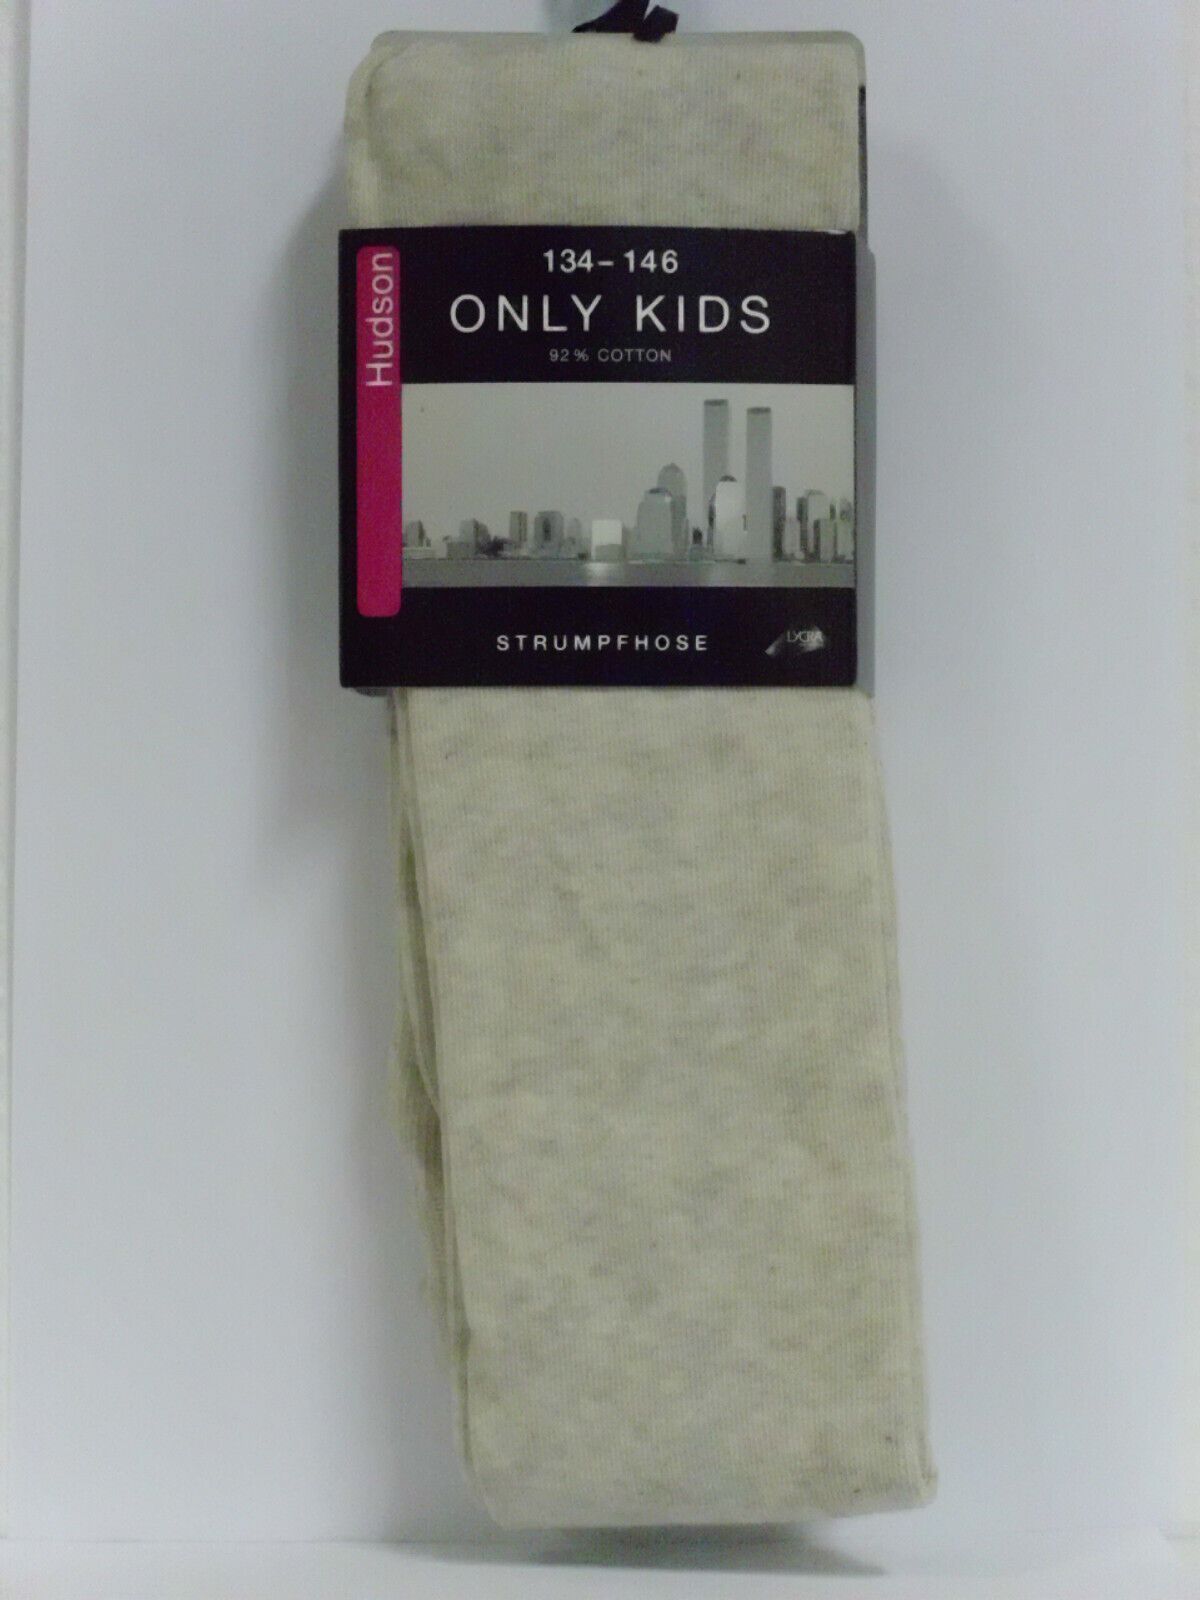 134-146
ONLY KIDS
92% COTTON
Hudson
STRUMPFHOSE
LYCRA